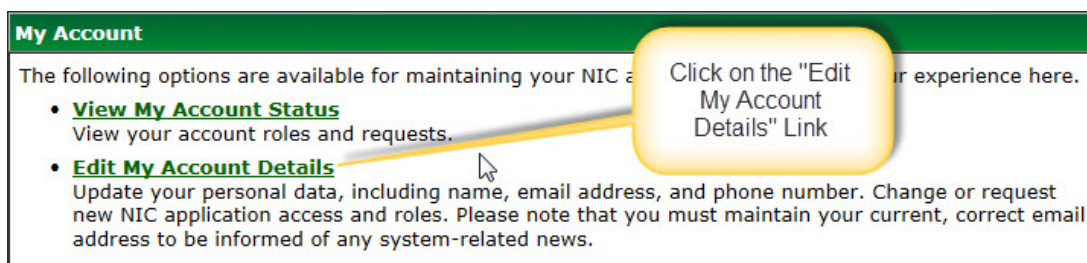 My Account
The following options are available for maintaining your NIC a
ur experience here.
Click on the "Edit
My Account
Details" Link
• View My Account Status
View your account roles and requests.
• Edit My Account Details
Update your personal data, including name, email address, and phone number. Change or request
new NIC application access and roles. Please note that you must maintain your current, correct email
address to be informed of any system-related news.